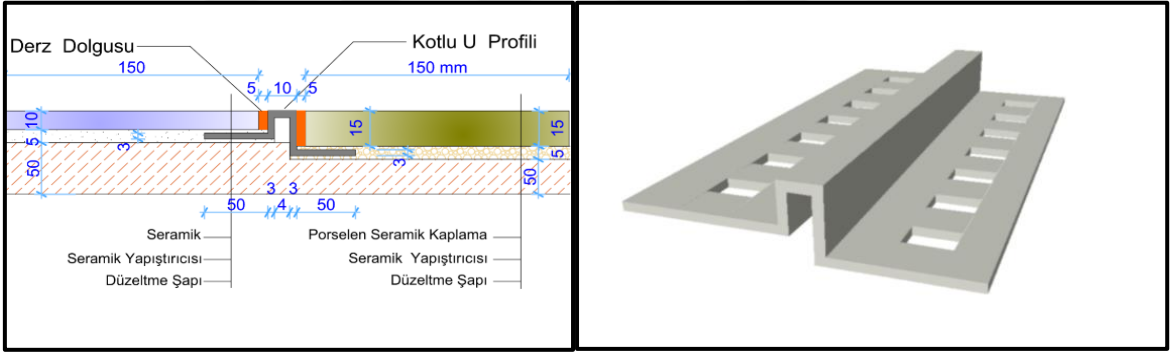 Derz Dolgusu
Kotlu U Profili
150
150 mm
5 10 5
10
15
15
5
3
3
5
50
50
3 3
50 4 50
Seramik
Porselen Seramik Kaplama
Seramik Yapıştırıcısı
Seramik Yapıştırıcısı
Düzeltme Şapı
Düzeltme Şapı